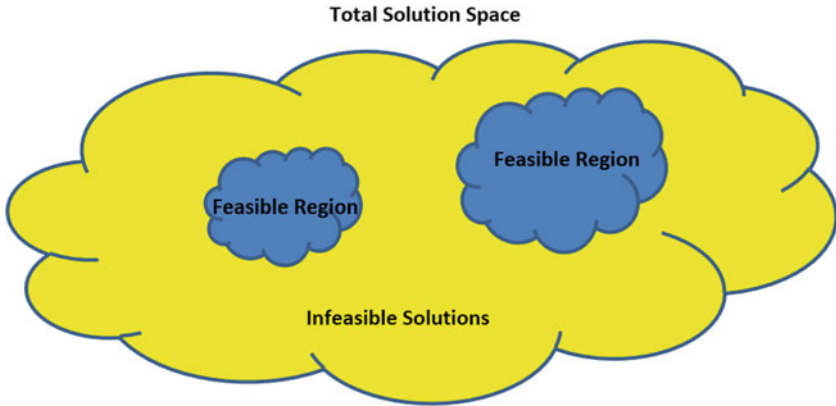 Total Solution Space
Feasible Region
Feasible Region
Infeasible Solutions